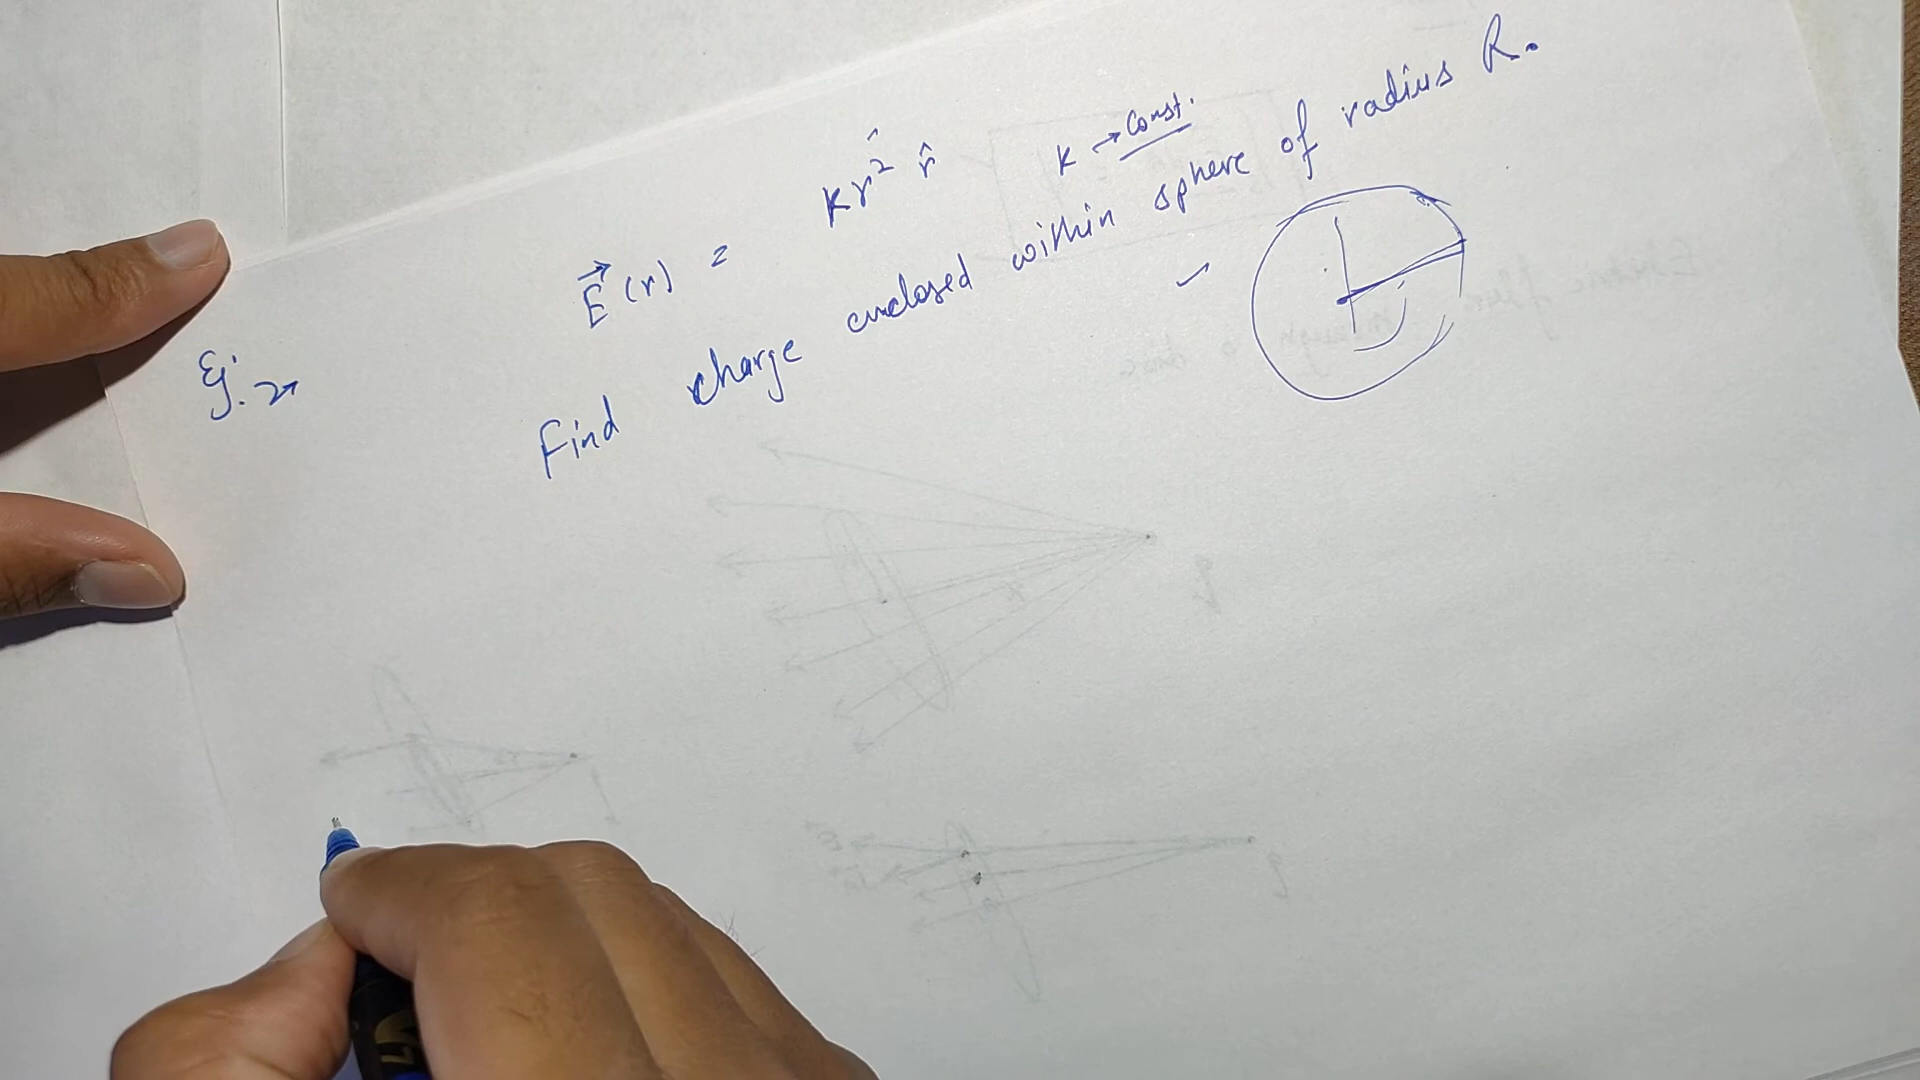 Eg. 2→ E⃗(r) = kr² r̂ k → Const.
Find charge enclosed within sphere of radius R.